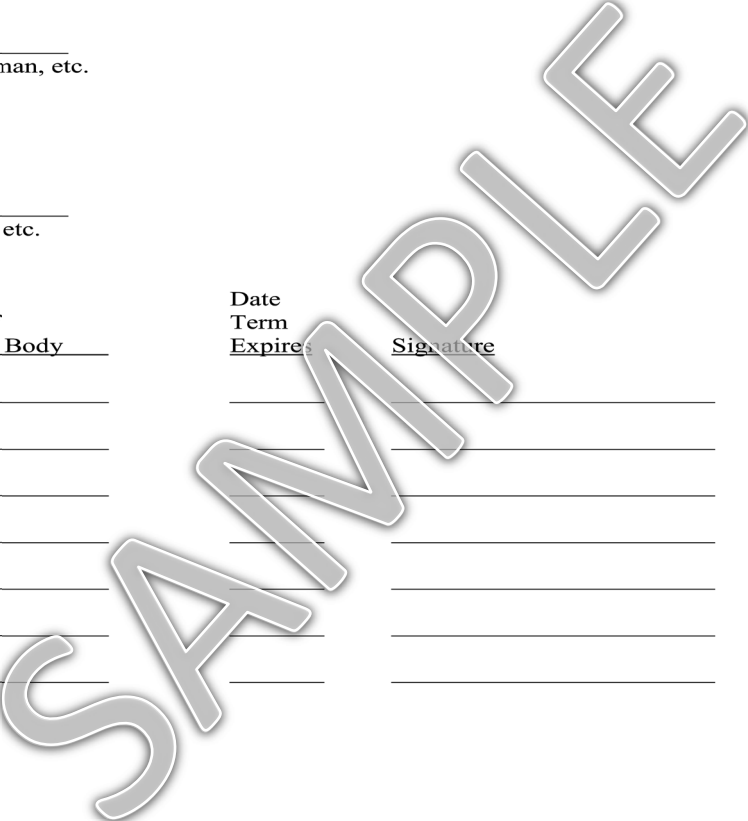 man, etc.
etc.
Date
Term
Body Expires Signature
SAMPLE